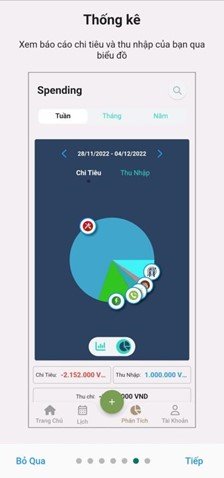 Thống kê
Xem báo cáo chi tiêu và thu nhập của bạn qua
biểu đồ
Spending
Tuần Tháng Năm
28/11/2022 - 04/12/2022
Chi Tiêu Thu Nhập
Chi Tiêu: -2.152.000 V... Thu Nhập: 1.000.000 V...
Thu chi: 000 VND
Trang Chủ Lịch Phân Tích Tài Khoản
Bỏ Qua Tiếp